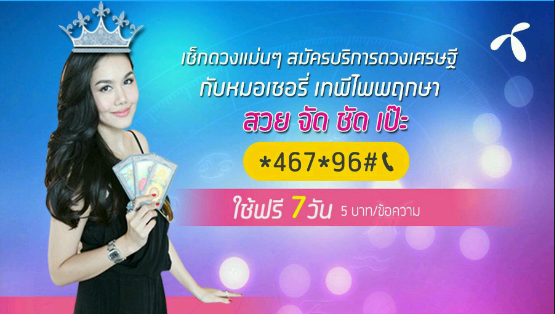 เช็กดวงแม่นๆ สมัครบริการดวงเศรษฐี
กับหมอเชอรี่ เทพีไพพฤกษา
สวย จัด ชัด เป๊ะ
*467*96#
ใช้ฟรี 7 วัน 5 บาท/ข้อความ